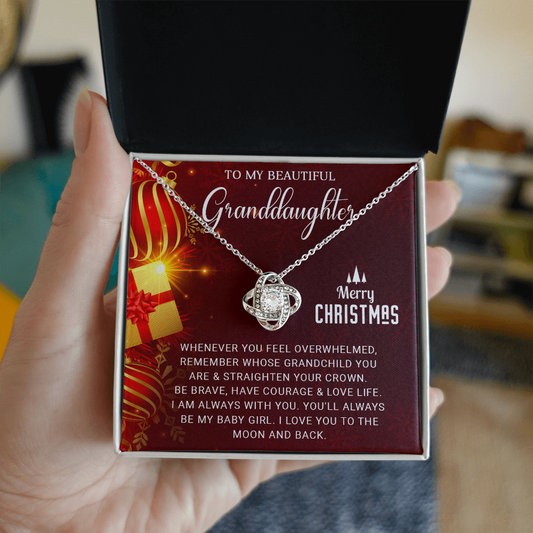 TO MY BEAUTIFUL
Granddaughter
Merry
CHRISTMAS
WHENEVER YOU FEEL OVERWHELMED,
REMEMBER WHOSE GRANDCHILD YOU
ARE & STRAIGHTEN YOUR CROWN.
BE BRAVE, HAVE COURAGE & LOVE LIFE.
I AM ALWAYS WITH YOU. YOU'LL ALWAYS
BE MY BABY GIRL. I LOVE YOU TO THE
MOON AND BACK.